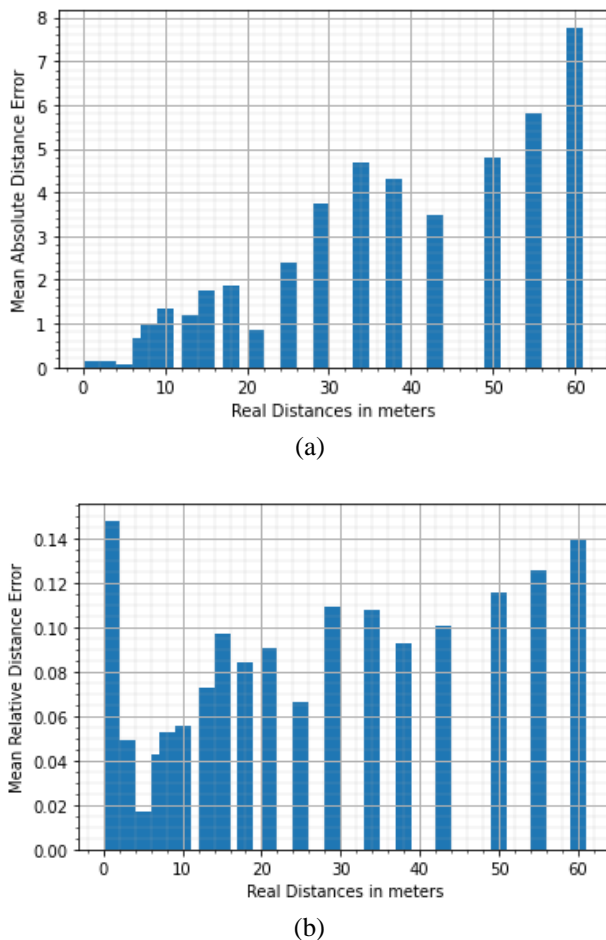 8
7
6
5
4
3
2
1
0
Mean Absolute Distance Error
0 10 20 30 40 50 60
Real Distances in meters
(a)
0.14
0.12
0.10
0.08
0.06
0.04
0.02
0.00
Mean Relative Distance Error
0 10 20 30 40 50 60
Real Distances in meters
(b)